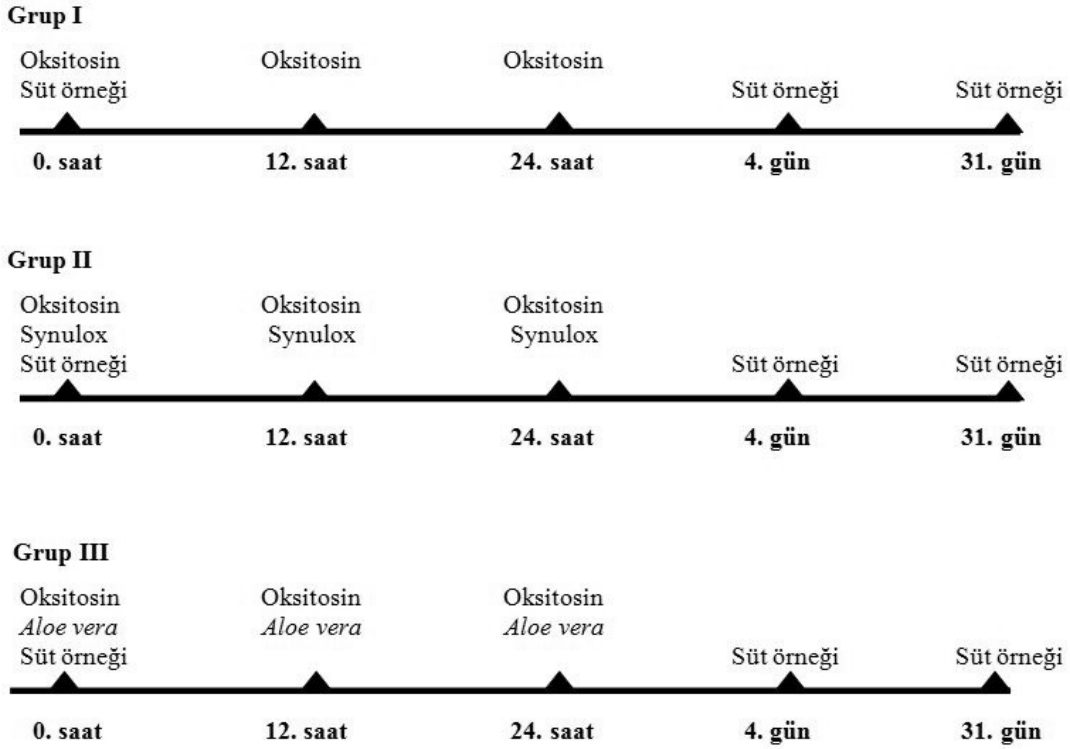 Grup I
Oksitosin Oksitosin Oksitosin
Süt örneği Süt örneği Süt örneği
0. saat 12. saat 24. saat 4. gün 31. gün
Grup II
Oksitosin Oksitosin Oksitosin
Synulox Synulox Synulox
Süt örneği Süt örneği Süt örneği
0. saat 12. saat 24. saat 4. gün 31. gün
Grup III
Oksitosin Oksitosin Oksitosin
Aloe vera Aloe vera Aloe vera
Süt örneği Süt örneği Süt örneği
0. saat 12. saat 24. saat 4. gün 31. gün